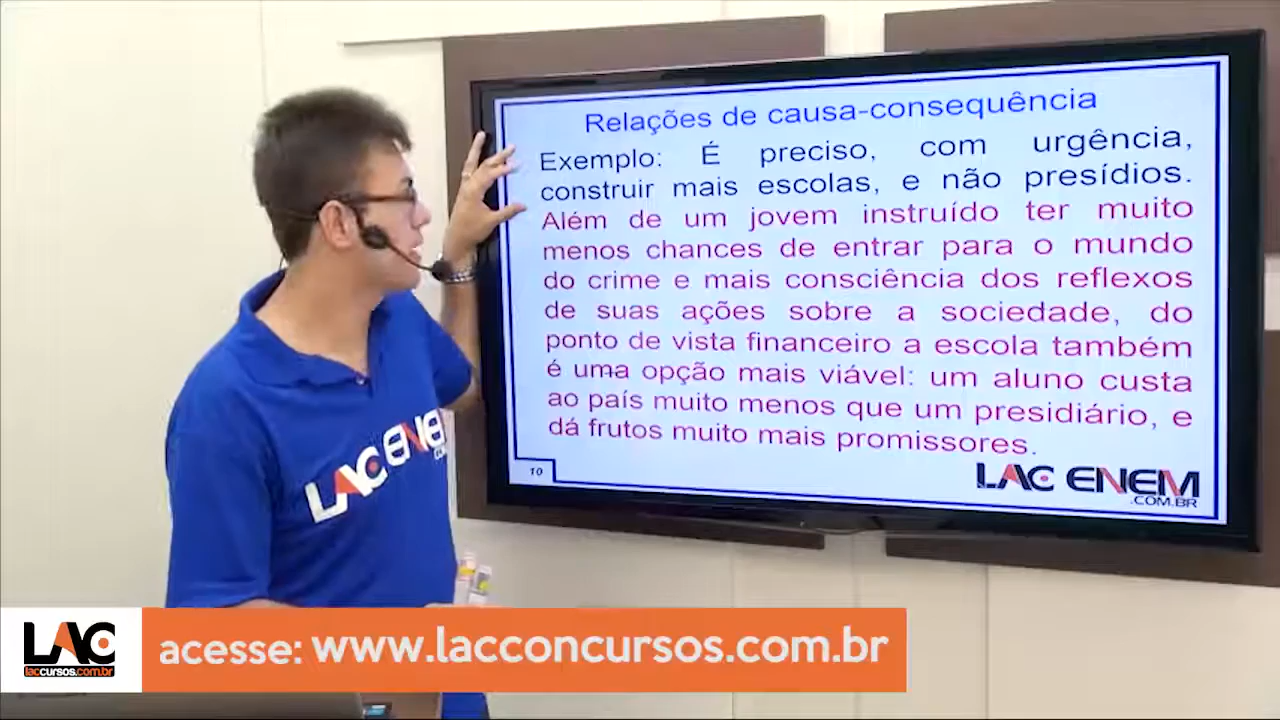 Relações de causa-consequência
Exemplo: É preciso, com urgência,
construir mais escolas, e não presídios.
Além de um jovem instruído ter muito
menos chances de entrar para o mundo
do crime e mais consciência dos reflexos
de suas ações sobre a sociedade, do
ponto de vista financeiro a escola também
é uma opção mais viável: um aluno custa
ao país muito menos que um presidiário, e
dá frutos muito mais promissores.
10
LAC ENEM
.COM.BR
LAC ENEM
LAC
laccursos.com.br
acesse: www.lacconcursos.com.br